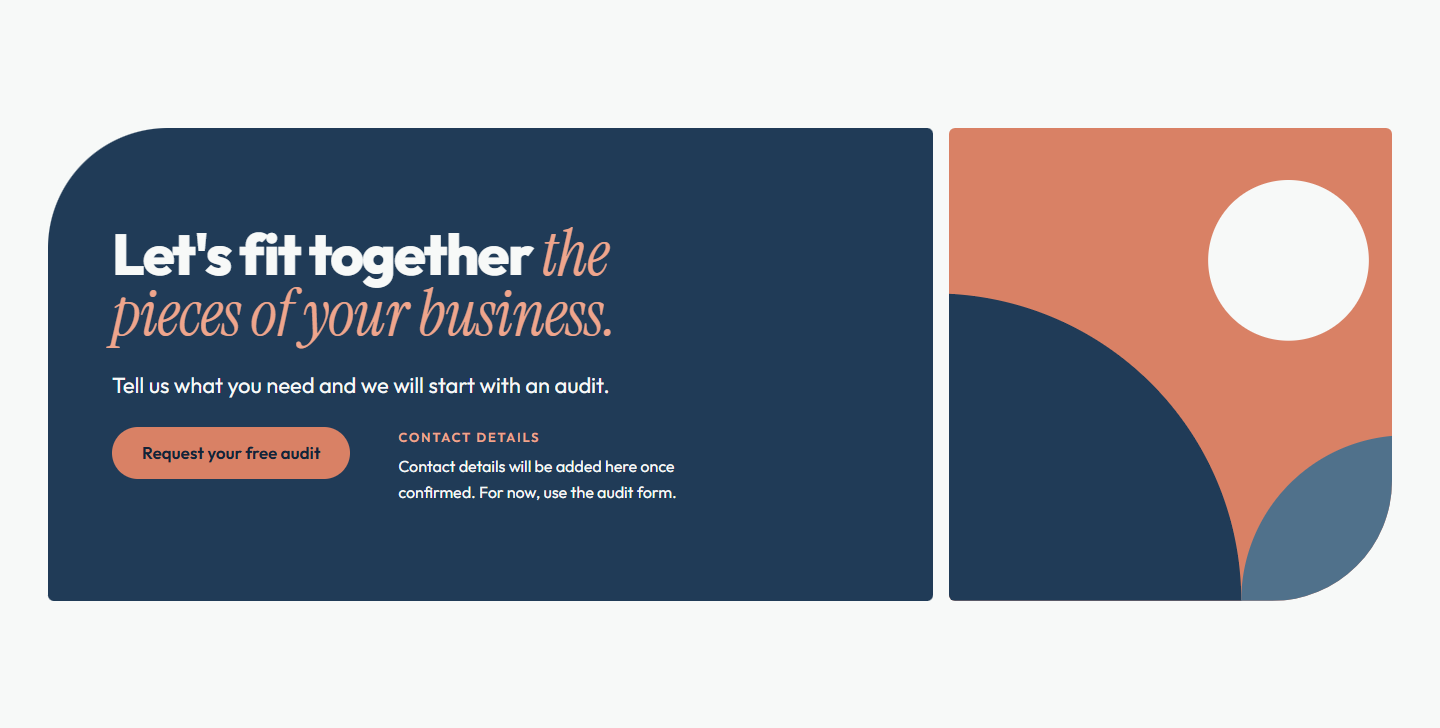 Let's fit together the
pieces of your business.
Tell us what you need and we will start with an audit.
Request your free audit
CONTACT DETAILS
Contact details will be added here once
confirmed. For now, use the audit form.